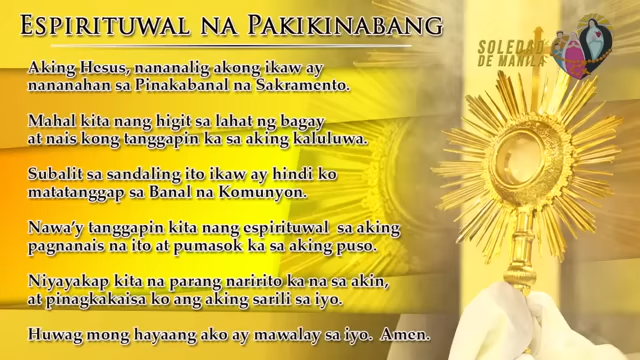 Espirituwal na Pakikinabang
SOLEDAD
DE MANILA
Aking Hesus, nananalig akong ikaw ay
nananahan sa Pinakabanal na Sakramento.
Mahal kita nang higit sa lahat ng bagay
at nais kong tanggapin ka sa aking kaluluwa.
Subalit sa sandaling ito ikaw ay hindi ko
matatanggap sa Banal na Komunyon.
Nawa'y tanggapin kita nang espirituwal sa aking
pagnanais na ito at pumasok ka sa aking puso.
Niyayakap kita na parang naririto ka na sa akin,
at pinagkakaisa ko ang aking sarili sa iyo.
Huwag mong hayaang ako ay mawalay sa iyo. Amen.